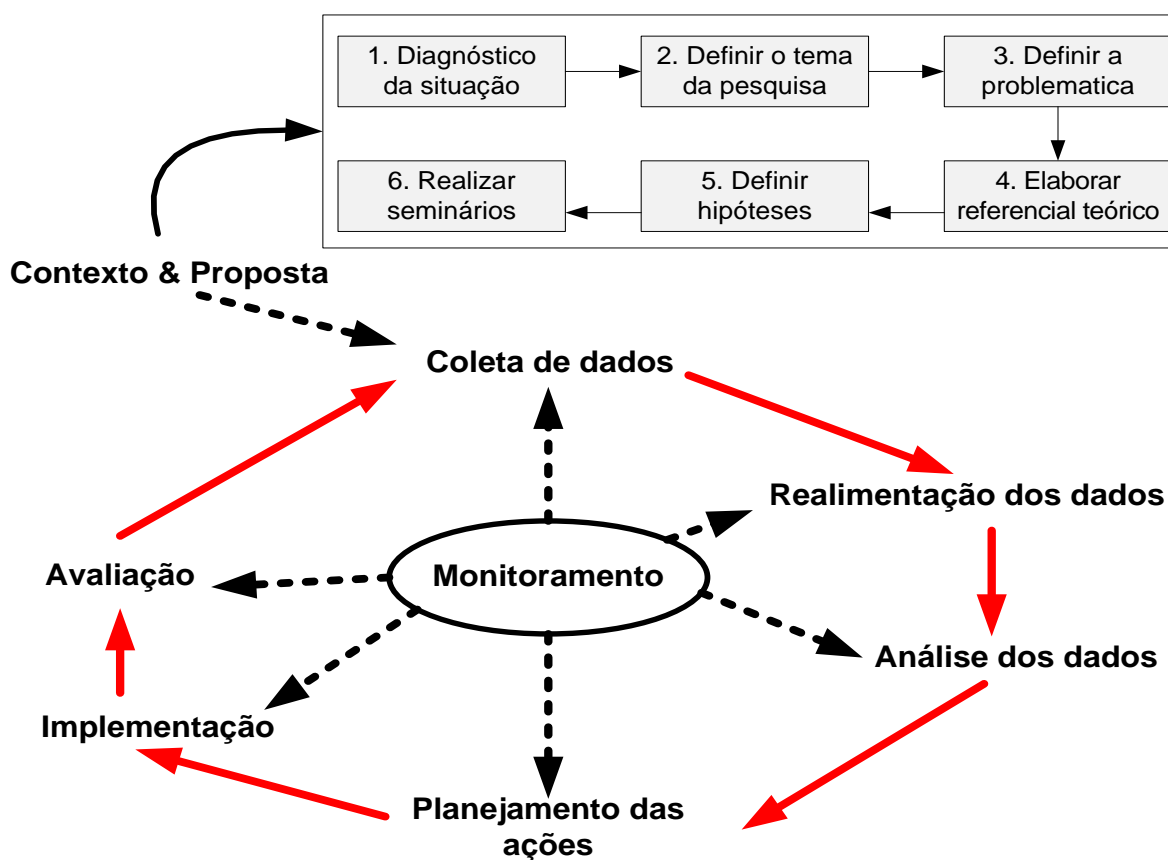 1. Diagnóstico
da situação
2. Definir o tema
da pesquisa
3. Definir a
problematica
6. Realizar
seminários
5. Definir
hipóteses
4. Elaborar
referencial teórico
Contexto & Proposta
Coleta de dados
Realimentação dos dados
Avaliação
Monitoramento
Análise dos dados
Implementação
Planejamento das
ações